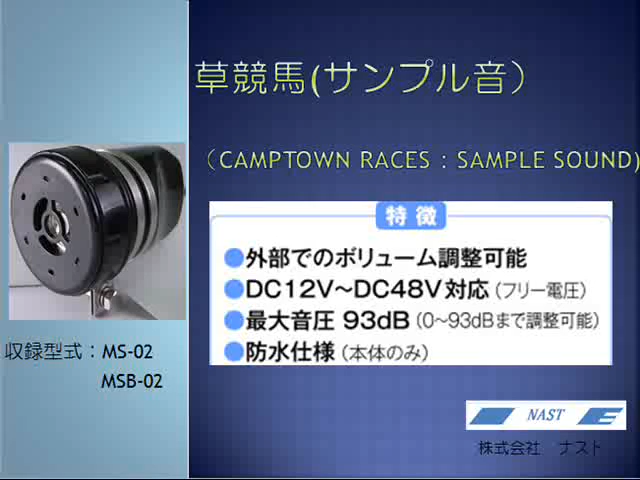 草競馬(サンプル音）
（CAMPTOWN RACES：SAMPLE SOUND)
特徴
●外部でのボリューム調整可能
●DC12V～DC48V対応（フリー電圧）
●最大音圧 93dB（0～93dBまで調整可能）
●防水仕様（本体のみ）
収録型式：MS-02
MSB-02
NAST
株式会社　ナスト